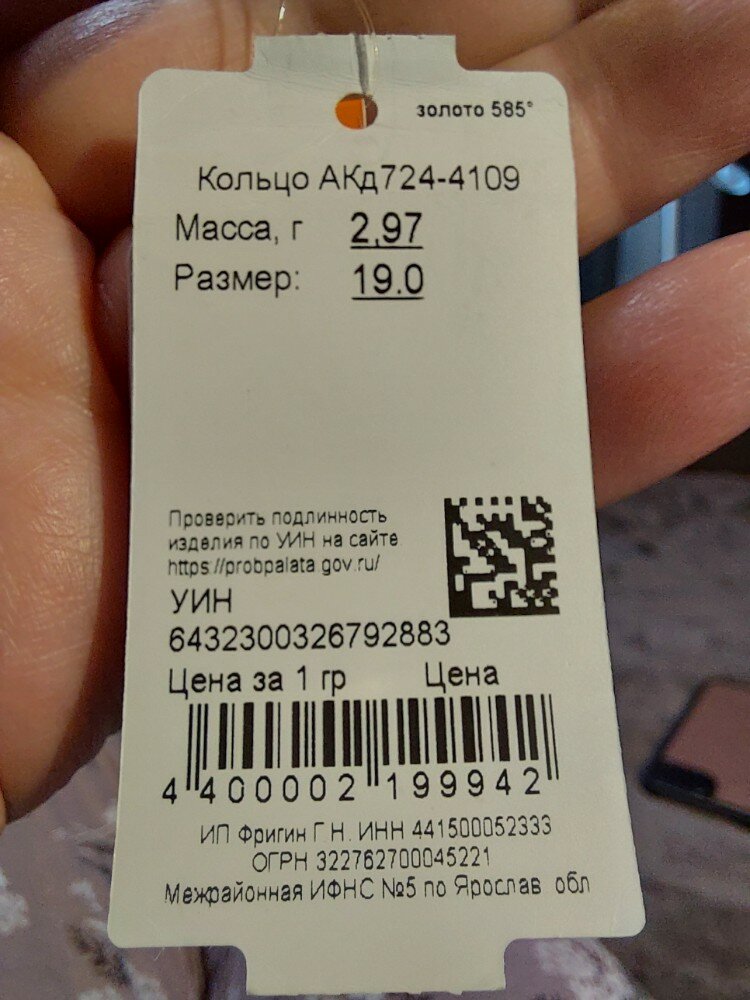 золото 585°
Кольцо АКд724-4109
Масса, г 2,97
Размер: 19.0
Проверить подлинность
изделия по УИН на сайте
https://probpalata.gov.ru/
УИН
6432300326792883
Цена за 1 гр Цена
4 400002 199942
ИП Фригин Г.Н. ИНН 441500052333
ОГРН 322762700045221
Межрайонная ИФНС №5 по Ярослав. обл